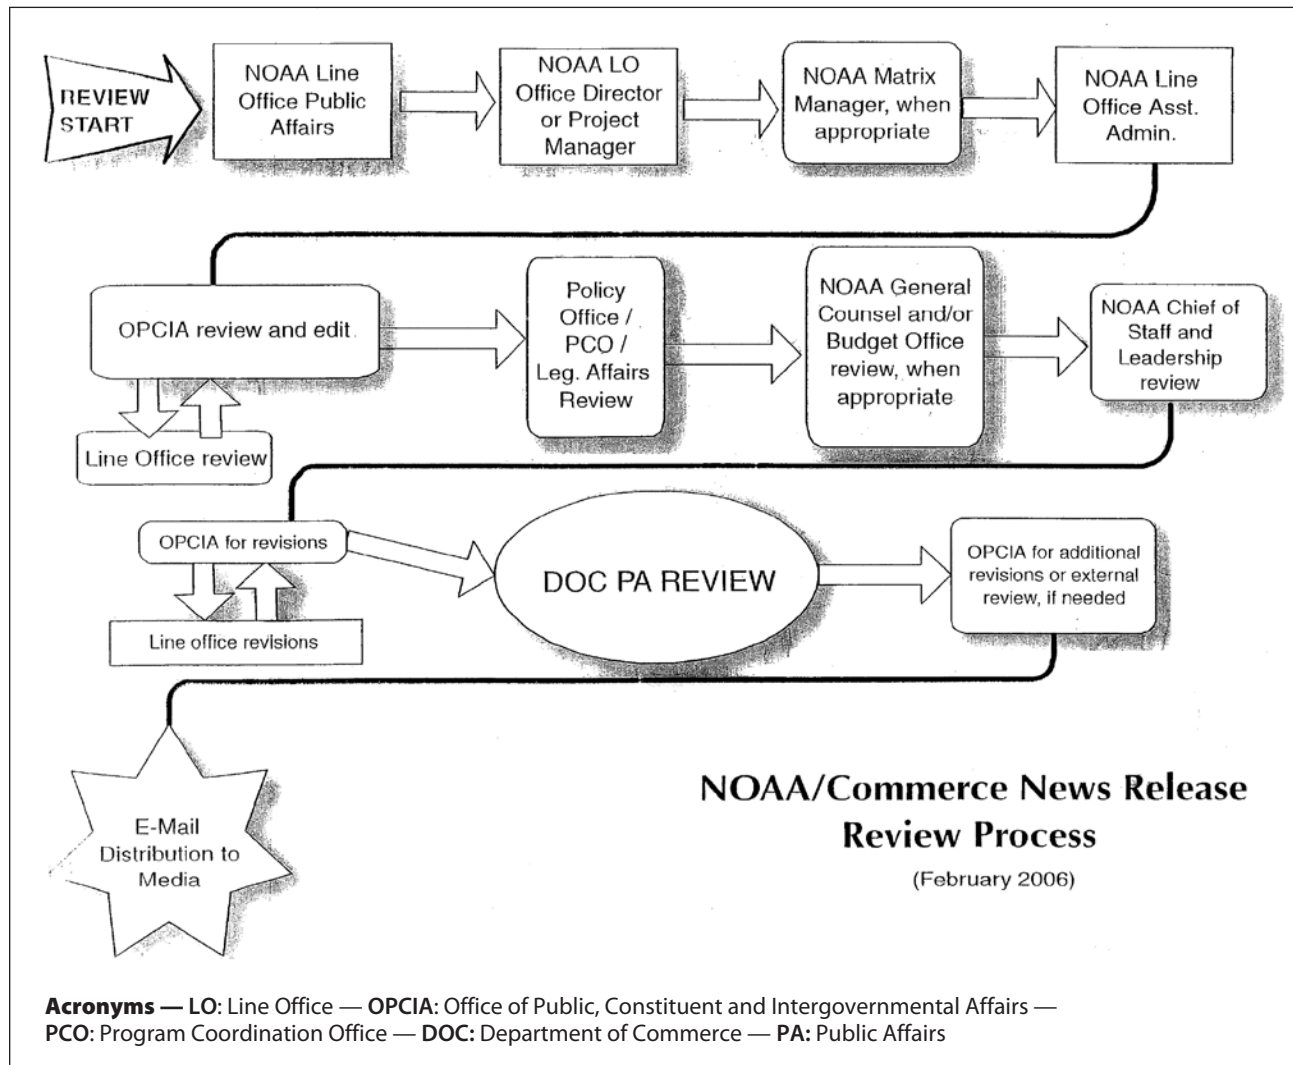 REVIEW
START
NOAA Line
Office Public
Affairs
NOAA LO
Office Director
or Project
Manager
NOAA Matrix
Manager, when
appropriate
NOAA Line
Office Asst.
Admin.
OPCIA review and edit.
Line Office review
Policy
Office /
PCO /
Leg. Affairs
Review
NOAA General
Counsel and/or
Budget Office
review, when
appropriate
NOAA Chief of
Staff and
Leadership
review
OPCIA for revisions
Line office revisions
DOC PA REVIEW
OPCIA for additional
revisions or external
review, if needed
E-Mail
Distribution to
Media
NOAA/Commerce News Release
Review Process
(February 2006)
Acronyms — LO: Line Office — OPCIA: Office of Public, Constituent and Intergovernmental Affairs —
PCO: Program Coordination Office — DOC: Department of Commerce — PA: Public Affairs